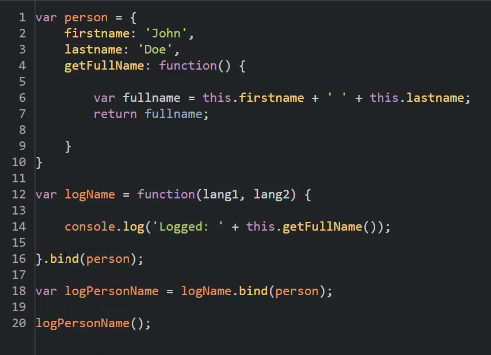 1 var person = {
2     firstname: 'John',
3     lastname: 'Doe',
4     getFullName: function() {
5
6         var fullname = this.firstname + ' ' + this.lastname;
7         return fullname;
8
9     }
10 }
11
12 var logName = function(lang1, lang2) {
13
14     console.log('Logged: ' + this.getFullName());
15
16 }.bind(person);
17
18 var logPersonName = logName.bind(person);
19
20 logPersonName();